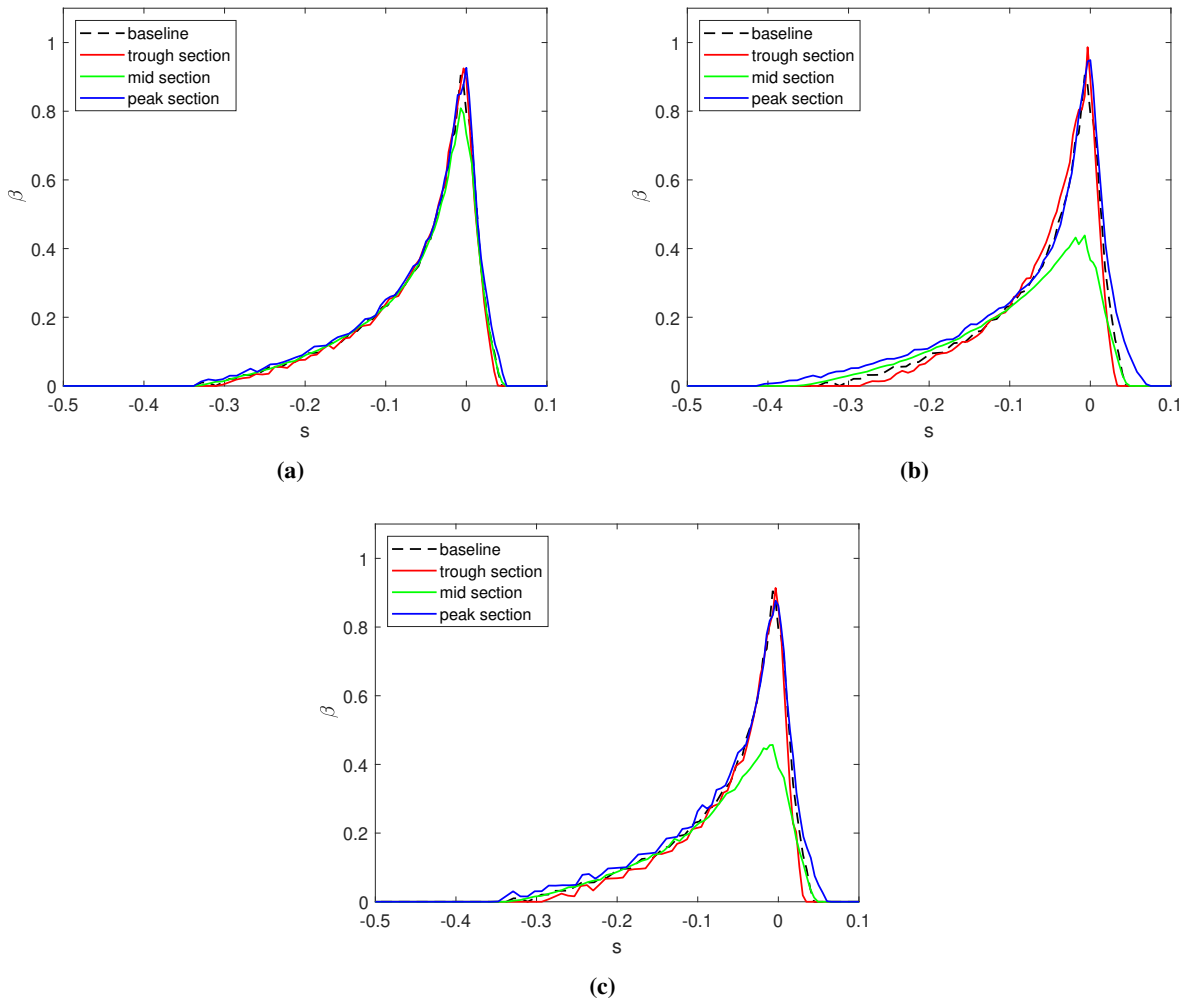 baseline
trough section
mid section
peak section
1
0.8
0.6
0.4
0.2
0
β
-0.5
-0.4
-0.3
-0.2
-0.1
0
0.1
s
(a)
baseline
trough section
mid section
peak section
1
0.8
0.6
0.4
0.2
0
β
-0.5
-0.4
-0.3
-0.2
-0.1
0
0.1
s
(b)
baseline
trough section
mid section
peak section
1
0.8
0.6
0.4
0.2
0
β
-0.5
-0.4
-0.3
-0.2
-0.1
0
0.1
s
(c)